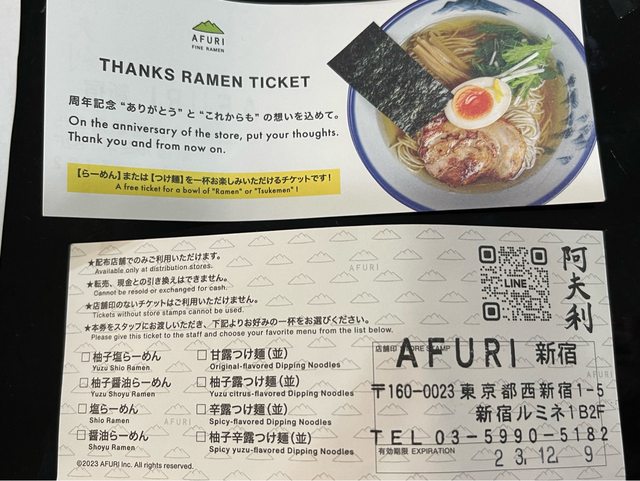 AFURI
FINE RAMEN
THANKS RAMEN TICKET
周年記念“ありがとう”と“これからも”の想いを込めて。
On the anniversary of the store, put your thoughts.
Thank you and from now on.
【らーめん】または【つけ麺】を一杯お楽しみいただけるチケットです!
A free ticket for a bowl of "Ramen" or "Tsukemen" !
★配布店舗でのみご利用いただけます。
Available only at distribution stores.
★転売、現金との引き換えはできません。
Cannot be resold or exchanged for cash.
★店舗印のないチケットはご利用いただけません。
Tickets without store stamps cannot be used.
★本券をスタッフにお渡しいただき、下記よりお好みの一杯をお選びください。
Please give this ticket to the staff and choose your favorite menu from the list below.
□ 柚子塩らーめん
Yuzu Shio Ramen
□ 柚子醤油らーめん
Yuzu Shoyu Ramen
□ 塩らーめん
Shio Ramen
□ 醤油らーめん
Shoyu Ramen
□ 甘露つけ麺(並)
Original-flavored Dipping Noodles
□ 柚子露つけ麺(並)
Yuzu citrus-flavored Dipping Noodles
□ 辛露つけ麺(並)
Spicy-flavored Dipping Noodles
□ 柚子辛露つけ麺(並)
Spicy yuzu-flavored Dipping Noodles
©2023 AFURI Inc. All rights reserved.
LINE
阿夫利
店舗印 STORE STAMP
AFURI 新宿
〒160-0023 東京都西新宿1-5
新宿ルミネ1B2F
TEL 03-5990-5182
有効期限 EXPIRATION
23.12.9
AFURI
AFURI
AFURI